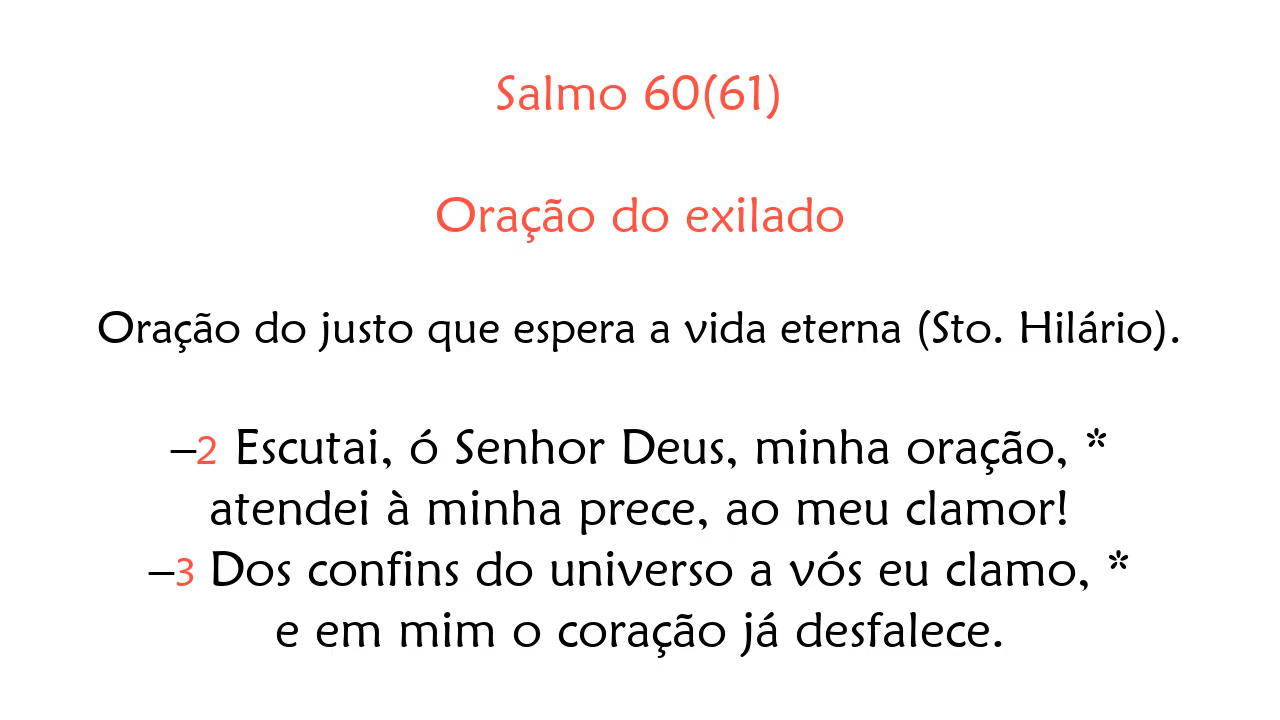 Salmo 60(61)
Oração do exilado
Oração do justo que espera a vida eterna (Sto. Hilário).
–2 Escutai, ó Senhor Deus, minha oração, *
atendei à minha prece, ao meu clamor!
–3 Dos confins do universo a vós eu clamo, *
e em mim o coração já desfalece.